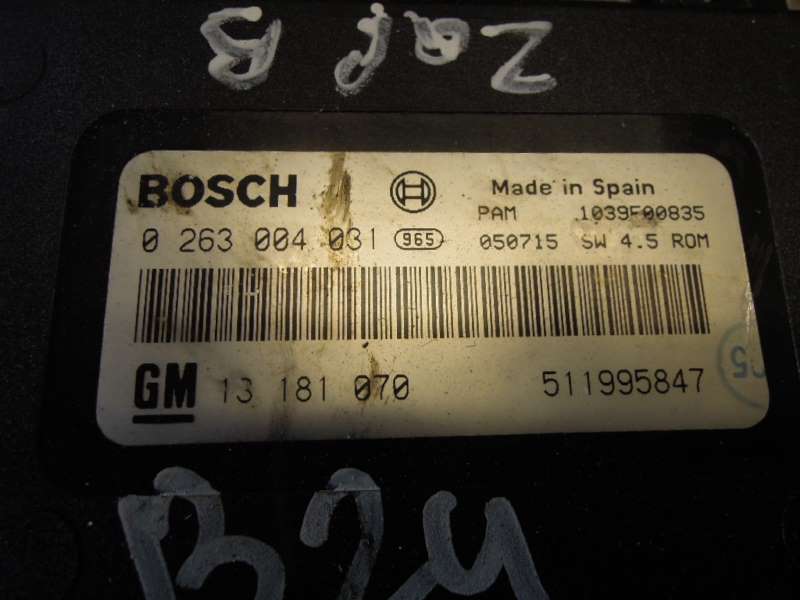 Zaf B
BOSCH Made in Spain
PAM 1039F00835
0 263 004 031 965 050715 SW 4.5 ROM
GM 13 181 070 511995847